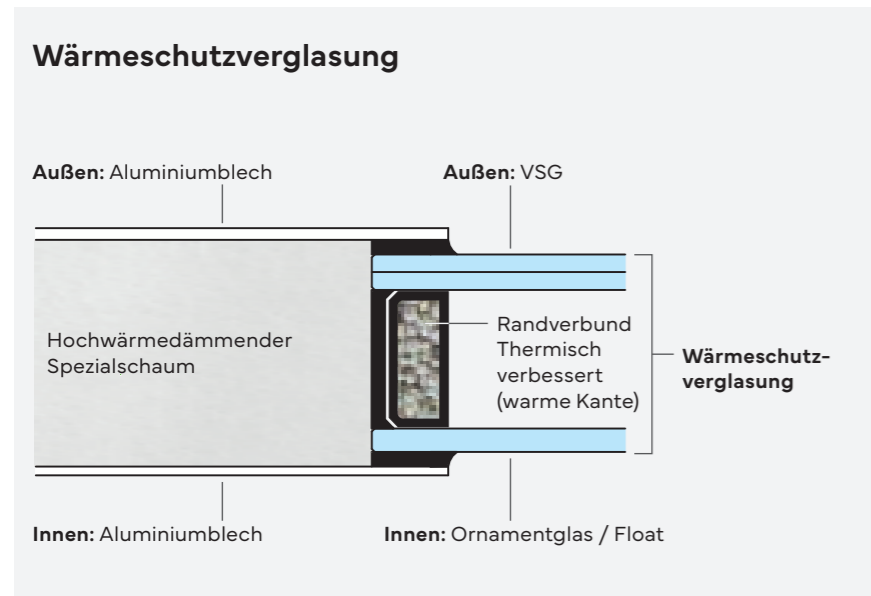 Wärmeschutzverglasung
Außen: Aluminiumblech
Außen: VSG
Hochwärmedämmender
Spezialschaum
Randverbund
Thermisch
verbessert
(warme Kante)
Wärmeschutz-
verglasung
Innen: Aluminiumblech
Innen: Ornamentglas / Float